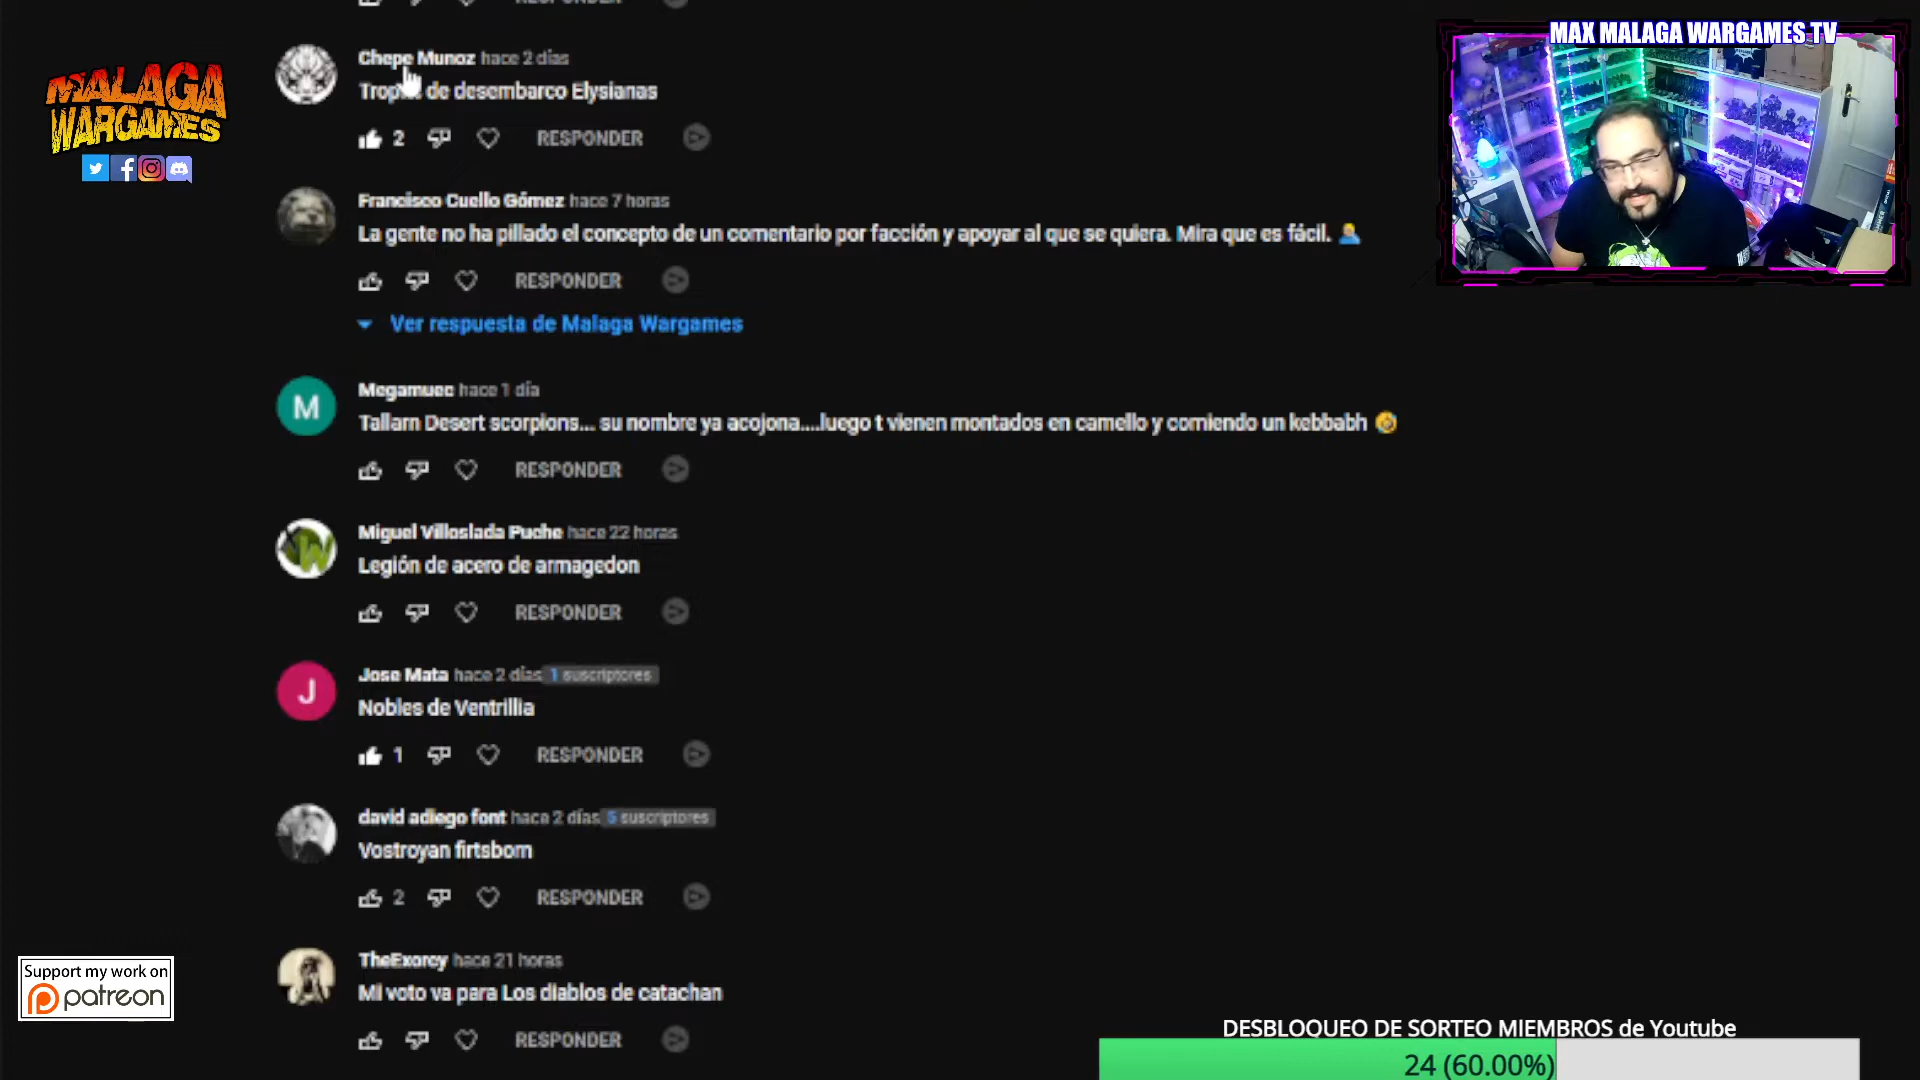 MALAGA
WARGAMES
MAX MALAGA WARGAMES TV
RESPONDER
Chepe Munoz hace 2 días
Tropas de desembarco Elysianas
2 RESPONDER
Francisco Cuello Gómez hace 7 horas
La gente no ha pillado el concepto de un comentario por facción y apoyar al que se quiera. Mira que es fácil.
RESPONDER
Ver respuesta de Malaga Wargames
M
Megamuec hace 1 día
Tallarn Desert scorpions... su nombre ya acojona....luego t vienen montados en camello y comiendo un kebbabh
RESPONDER
Miguel Villoslada Puche hace 22 horas
Legión de acero de armagedon
RESPONDER
J
Jose Mata hace 2 días 1 suscriptores
Nobles de Ventrillia
1 RESPONDER
david adiego font hace 2 días 5 suscriptores
Vostroyan firtsborn
2 RESPONDER
TheExorcy hace 21 horas
Mi voto va para Los diablos de catachan
RESPONDER
Support my work on
patreon
DESBLOQUEO DE SORTEO MIEMBROS de Youtube
24 (60.00%)